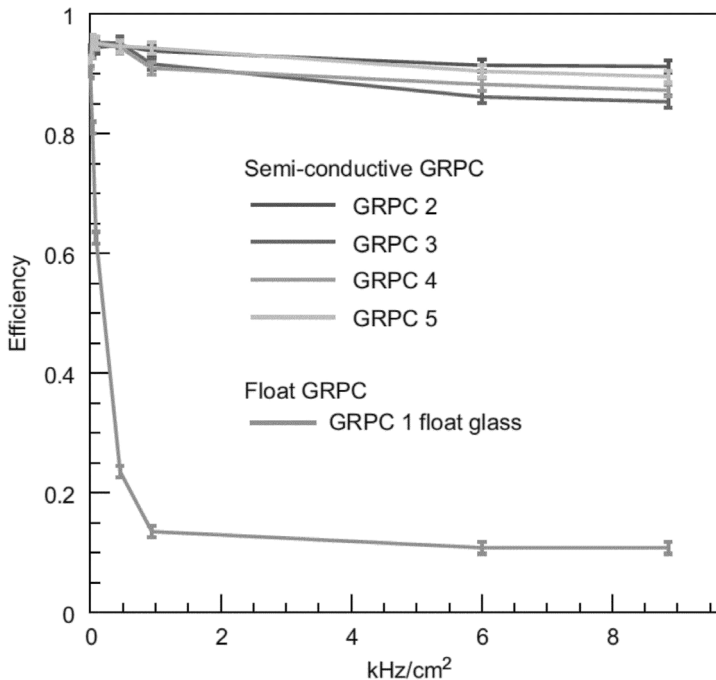 1
0.8
0.6
0.4
0.2
0
Efficiency
Semi-conductive GRPC
GRPC 2
GRPC 3
GRPC 4
GRPC 5
Float GRPC
GRPC 1 float glass
0 2 4 6 8
kHz/cm²